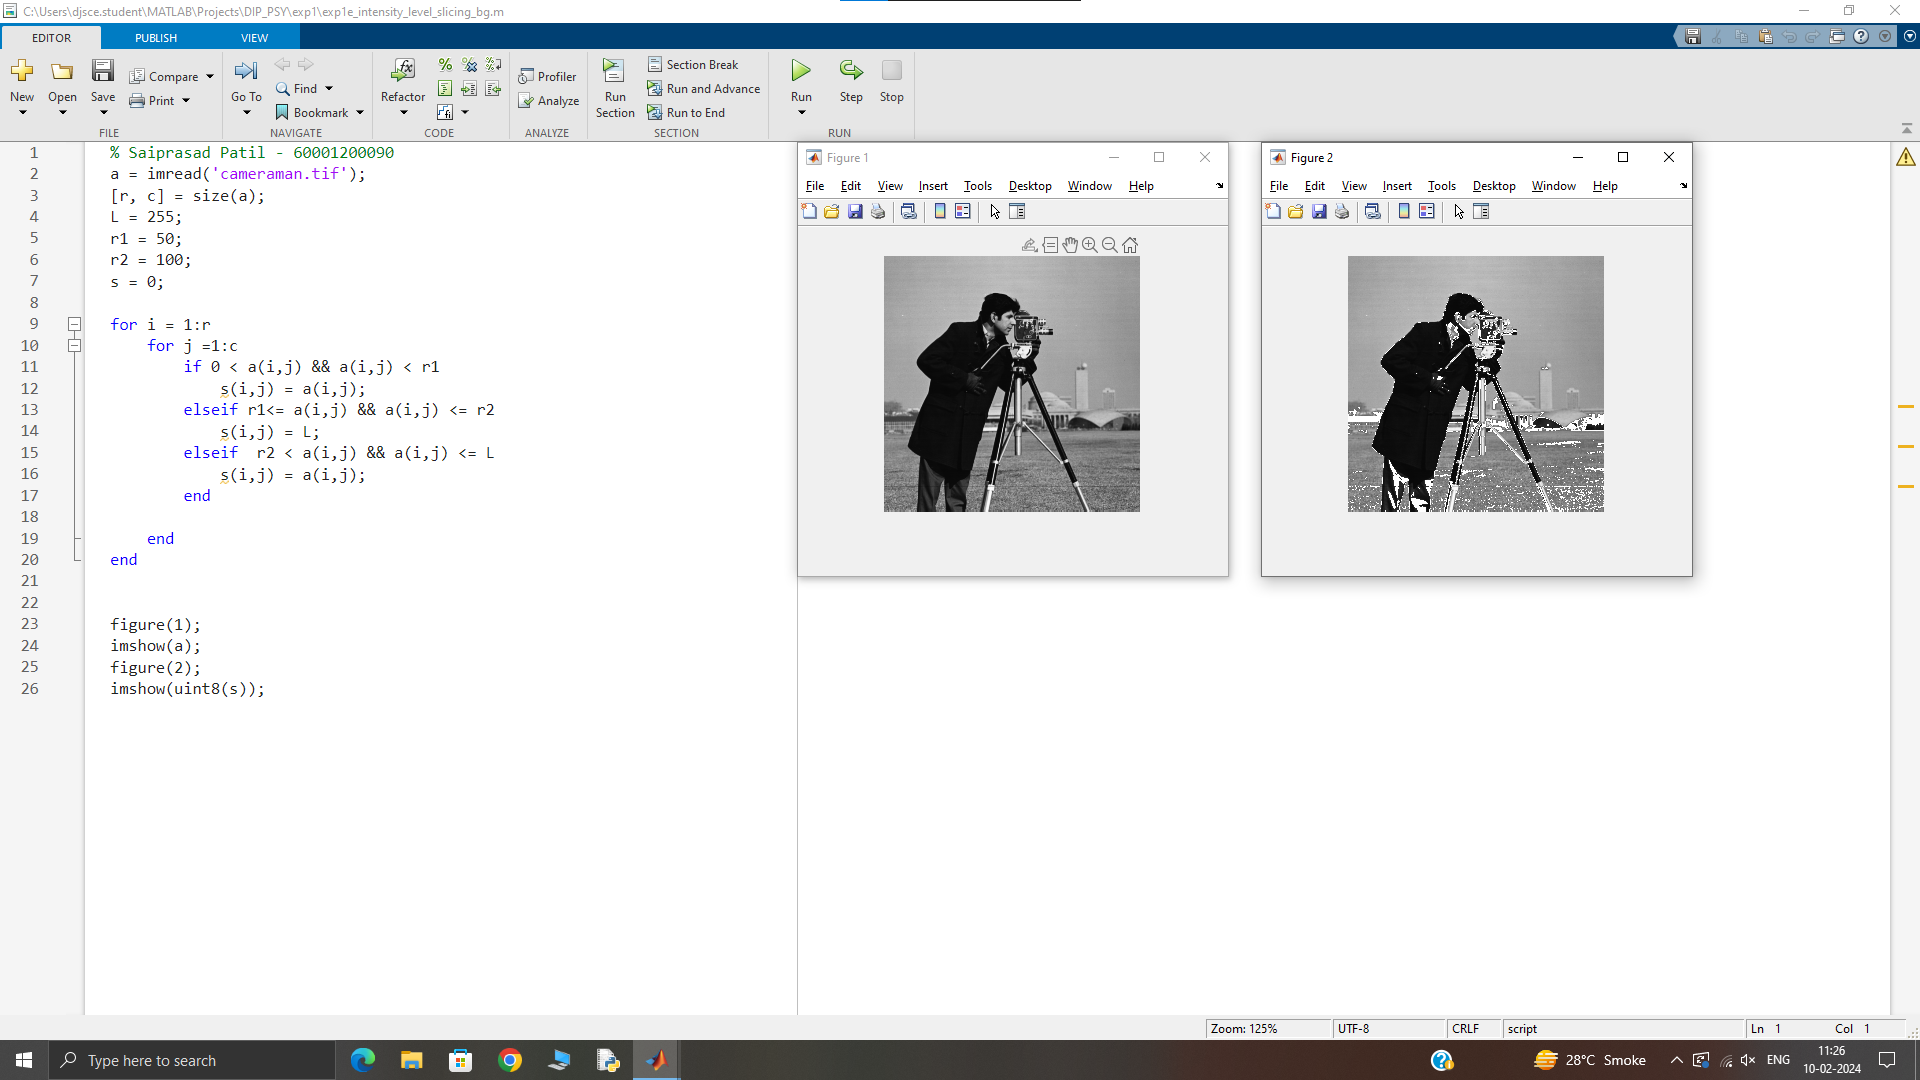 C:\Users\djsce.student\MATLAB\Projects\DIP_PSY\exp1\exp1e_intensity_level_slicing_bg.m
EDITOR PUBLISH VIEW
New Open Save Compare Print
Go To Find Bookmark
Refactor
Profiler Analyze
Run Section Section Break Run and Advance Run to End
Run Step Stop
FILE NAVIGATE CODE ANALYZE SECTION RUN
1 % Saiprasad Patil - 60001200090
2 a = imread('cameraman.tif');
3 [r, c] = size(a);
4 L = 255;
5 r1 = 50;
6 r2 = 100;
7 s = 0;
8
9 for i = 1:r
10 for j =1:c
11 if 0 < a(i,j) && a(i,j) < r1
12 s(i,j) = a(i,j);
13 elseif r1<= a(i,j) && a(i,j) <= r2
14 s(i,j) = L;
15 elseif  r2 < a(i,j) && a(i,j) <= L
16 s(i,j) = a(i,j);
17 end
18
19 end
20 end
21
22
23 figure(1);
24 imshow(a);
25 figure(2);
26 imshow(uint8(s));
Figure 1
File Edit View Insert Tools Desktop Window Help
Figure 2
File Edit View Insert Tools Desktop Window Help
Zoom: 125% UTF-8 CRLF script Ln 1 Col 1
Type here to search
28°C Smoke
ENG
11:26
10-02-2024